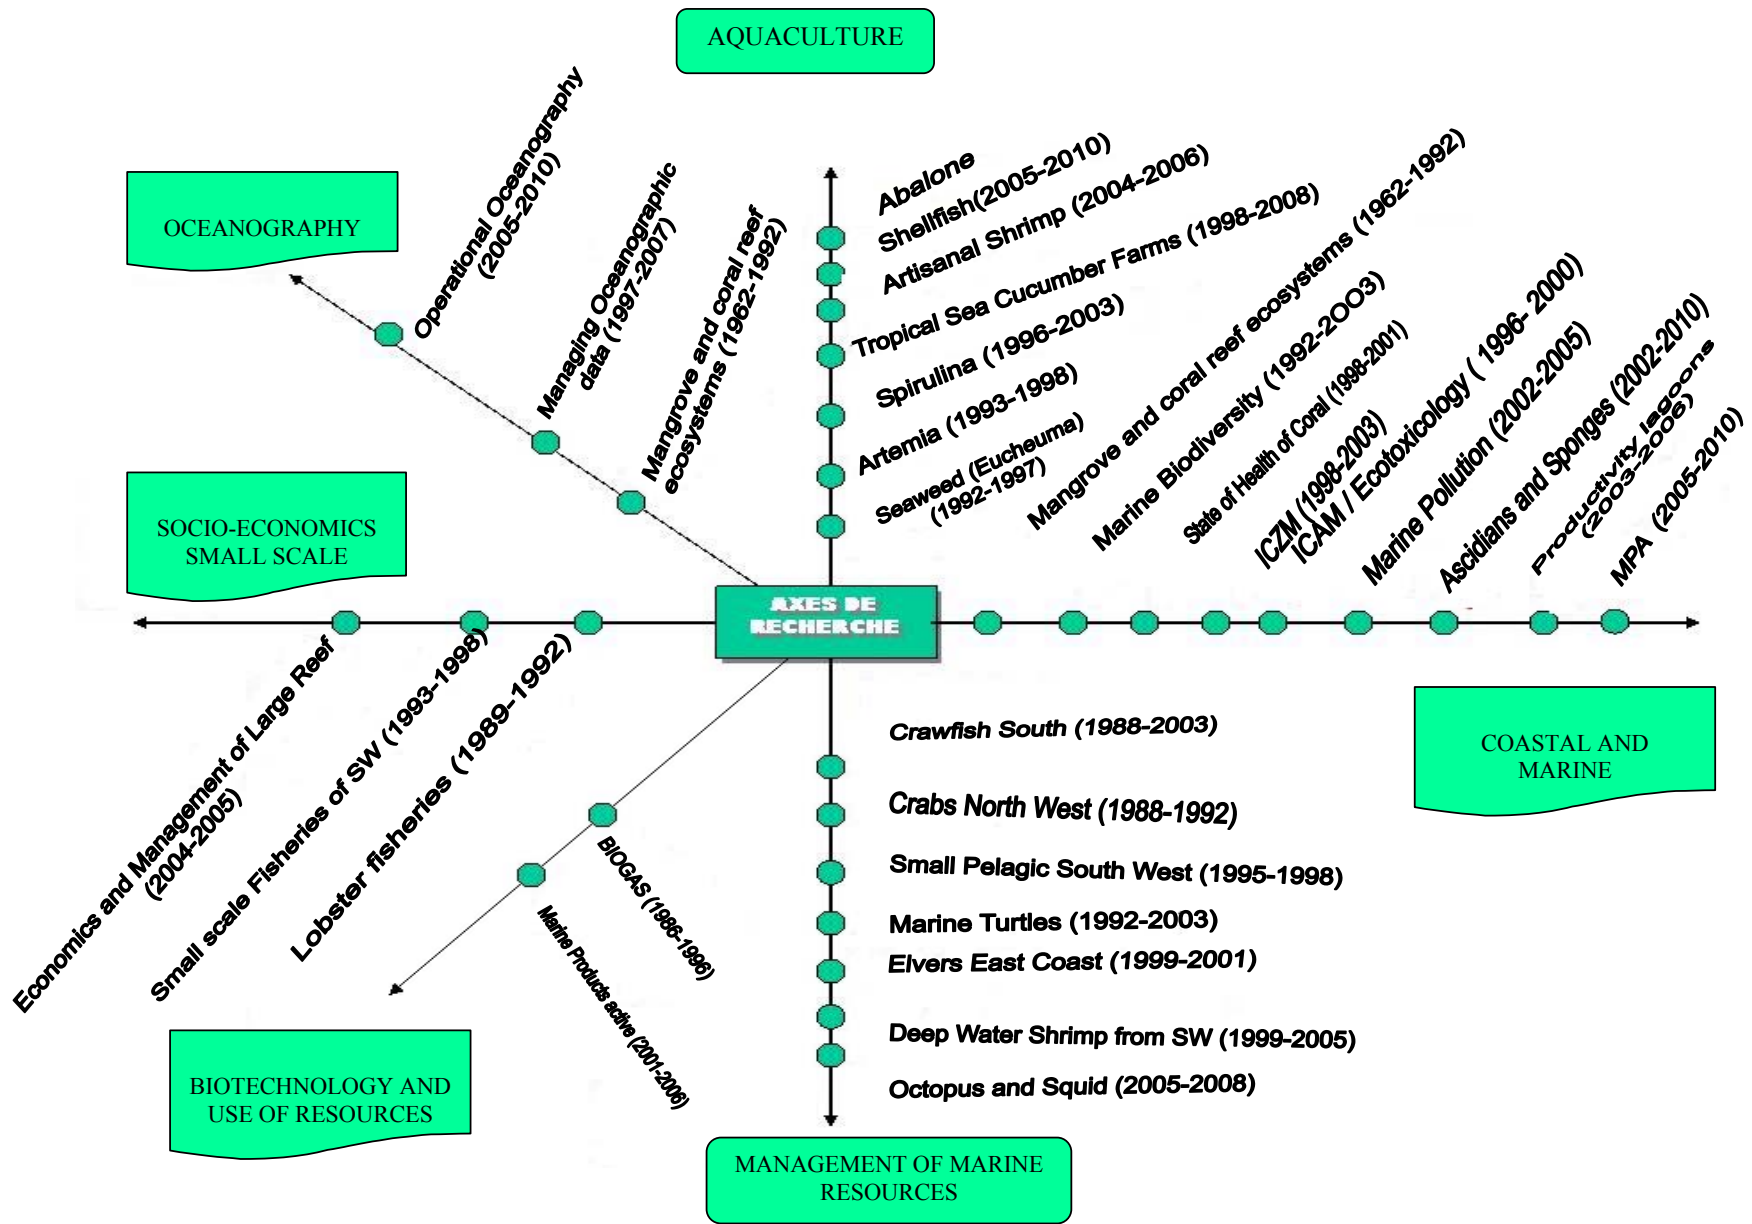 AQUACULTURE
OCEANOGRAPHY
Operational Oceanography
(2005-2010)
Managing Oceanographic
data (1997-2007)
Mangrove and coral reef
ecosystems (1962-1992)
Abalone
Shellfish(2005-2010)
Artisanal Shrimp (2004-2006)
Tropical Sea Cucumber Farms (1998-2008)
Spirulina (1996-2003)
Artemia (1993-1998)
Seaweed (Eucheuma)
(1992-1997)
Mangrove and coral reef ecosystems (1962-1992)
Marine Biodiversity (1992-2OO3)
State of Health of Coral (1998-2001)
ICZM (1998-2003)
ICAM / Ecotoxicology ( 1996- 2000)
Marine Pollution (2002-2005)
Ascidians and Sponges (2002-2010)
Productivity lagoons
(2003-2006)
MPA (2005-2010)
SOCIO-ECONOMICS
SMALL SCALE
AXES DE
RECHERCHE
Economics and Management of Large Reef
(2004-2005)
Small scale Fisheries of SW (1993-1998)
Lobster fisheries (1989-1992)
COASTAL AND
MARINE
BIOGAS (1986-1996)
Marine Products active (2001-2006)
Crawfish South (1988-2003)
Crabs North West (1988-1992)
Small Pelagic South West (1995-1998)
Marine Turtles (1992-2003)
Elvers East Coast (1999-2001)
Deep Water Shrimp from SW (1999-2005)
Octopus and Squid (2005-2008)
BIOTECHNOLOGY AND
USE OF RESOURCES
MANAGEMENT OF MARINE
RESOURCES